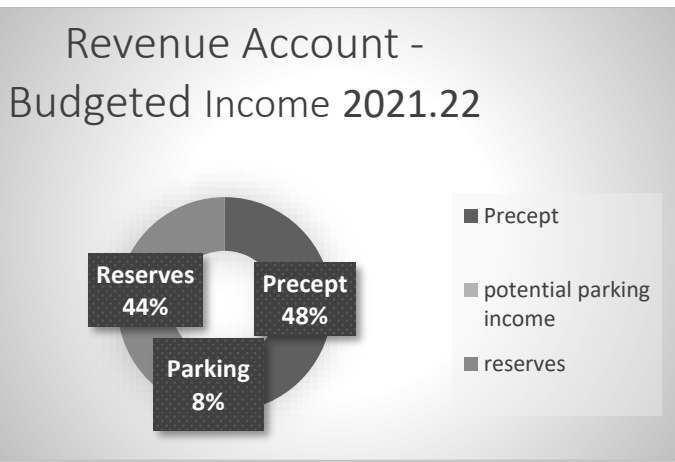 Revenue Account -
Budgeted Income 2021.22
Reserves
44%
Precept
48%
Parking
8%
Precept
potential parking
income
reserves